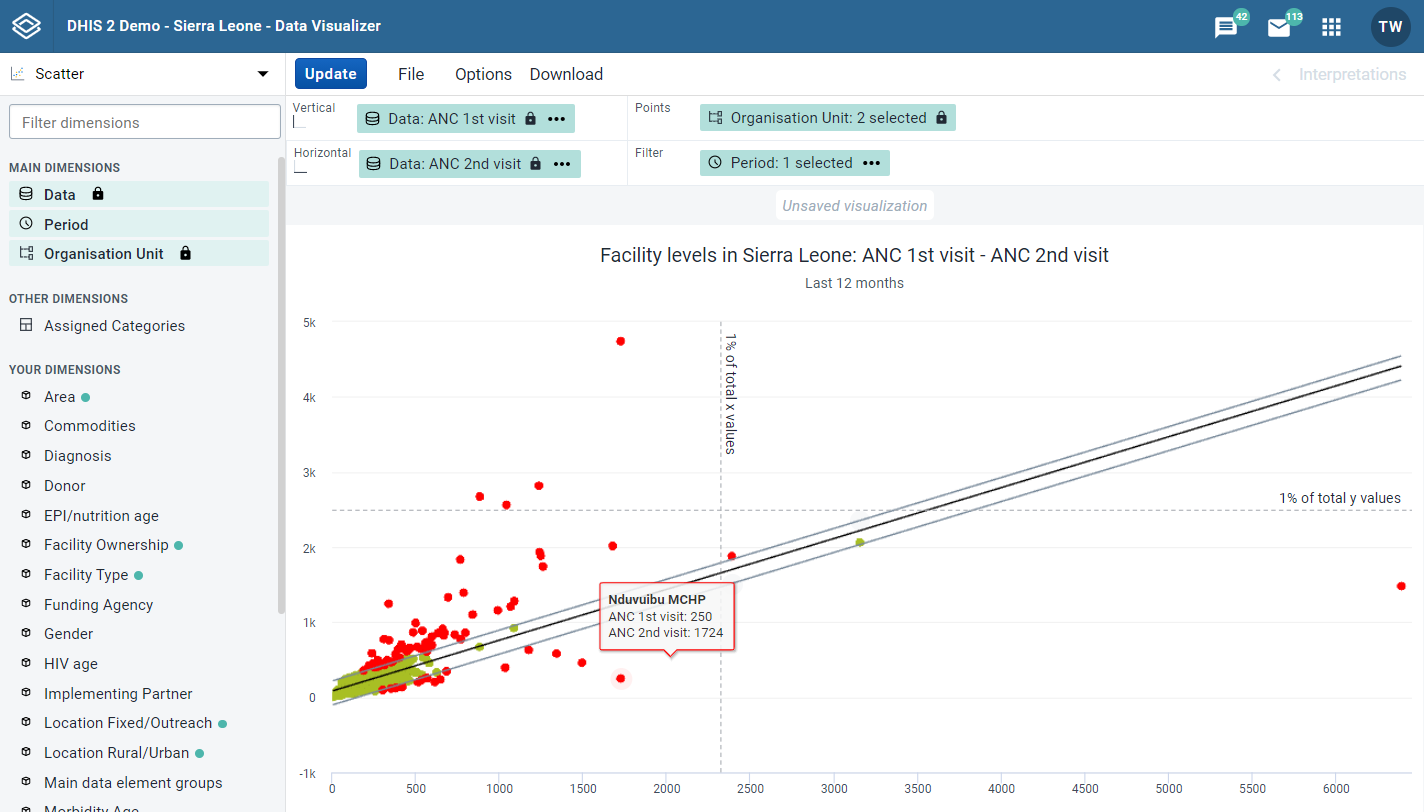 DHIS 2 Demo - Sierra Leone - Data Visualizer
42
113
TW
Scatter
Update
File
Options
Download
Interpretations
Filter dimensions
MAIN DIMENSIONS
Data
Period
Organisation Unit
OTHER DIMENSIONS
Assigned Categories
YOUR DIMENSIONS
Area
Commodities
Diagnosis
Donor
EPI/nutrition age
Facility Ownership
Facility Type
Funding Agency
Gender
HIV age
Implementing Partner
Location Fixed/Outreach
Location Rural/Urban
Main data element groups
Morbidity Age
Vertical
Data: ANC 1st visit
Points
Organisation Unit: 2 selected
Horizontal
Data: ANC 2nd visit
Filter
Period: 1 selected
Unsaved visualization
Facility levels in Sierra Leone: ANC 1st visit - ANC 2nd visit
Last 12 months
5k
4k
3k
2k
1k
0
-1k
1% of total x values
1% of total y values
Nduvuibu MCHP
ANC 1st visit: 250
ANC 2nd visit: 1724
0
500
1000
1500
2000
2500
3000
3500
4000
4500
5000
5500
6000